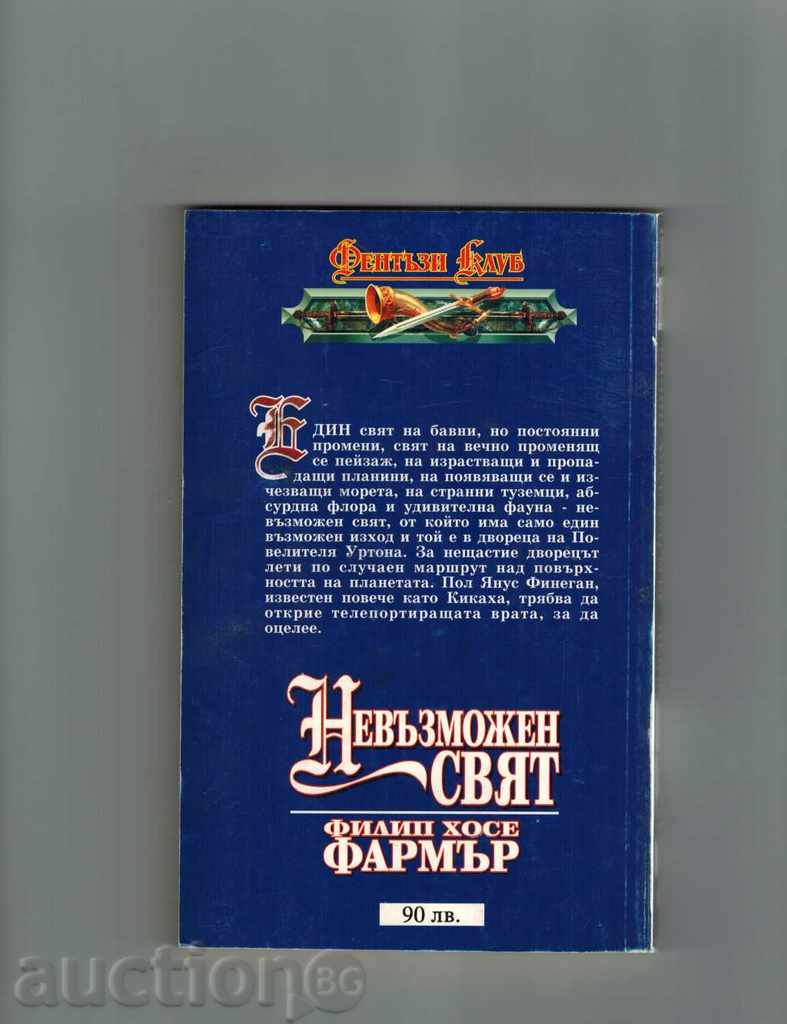 Фентъзи Клуб
ЕДИН свят на бавни, но постоянни
промени, свят на вечно променящ
се пейзаж, на израстващи и пропа-
дащи планини, на появяващи се и из-
чезващи морета, на странни туземци, аб-
сурдна флора и удивителна фауна - не-
възможен свят, от който има само един
възможен изход и той е в двореца на По-
велителя Уртона. За нещастие дворецът
лети по случаен маршрут над повърх-
ността на планетата. Пол Янус Финеган,
известен повече като Кикаха, трябва да
открие телепортиращата врата, за да
оцелее.
НЕВЪЗМОЖЕН
СВЯТ
ФИЛИП ХОСЕ
ФАРМЪР
90 лв.
auctionBG